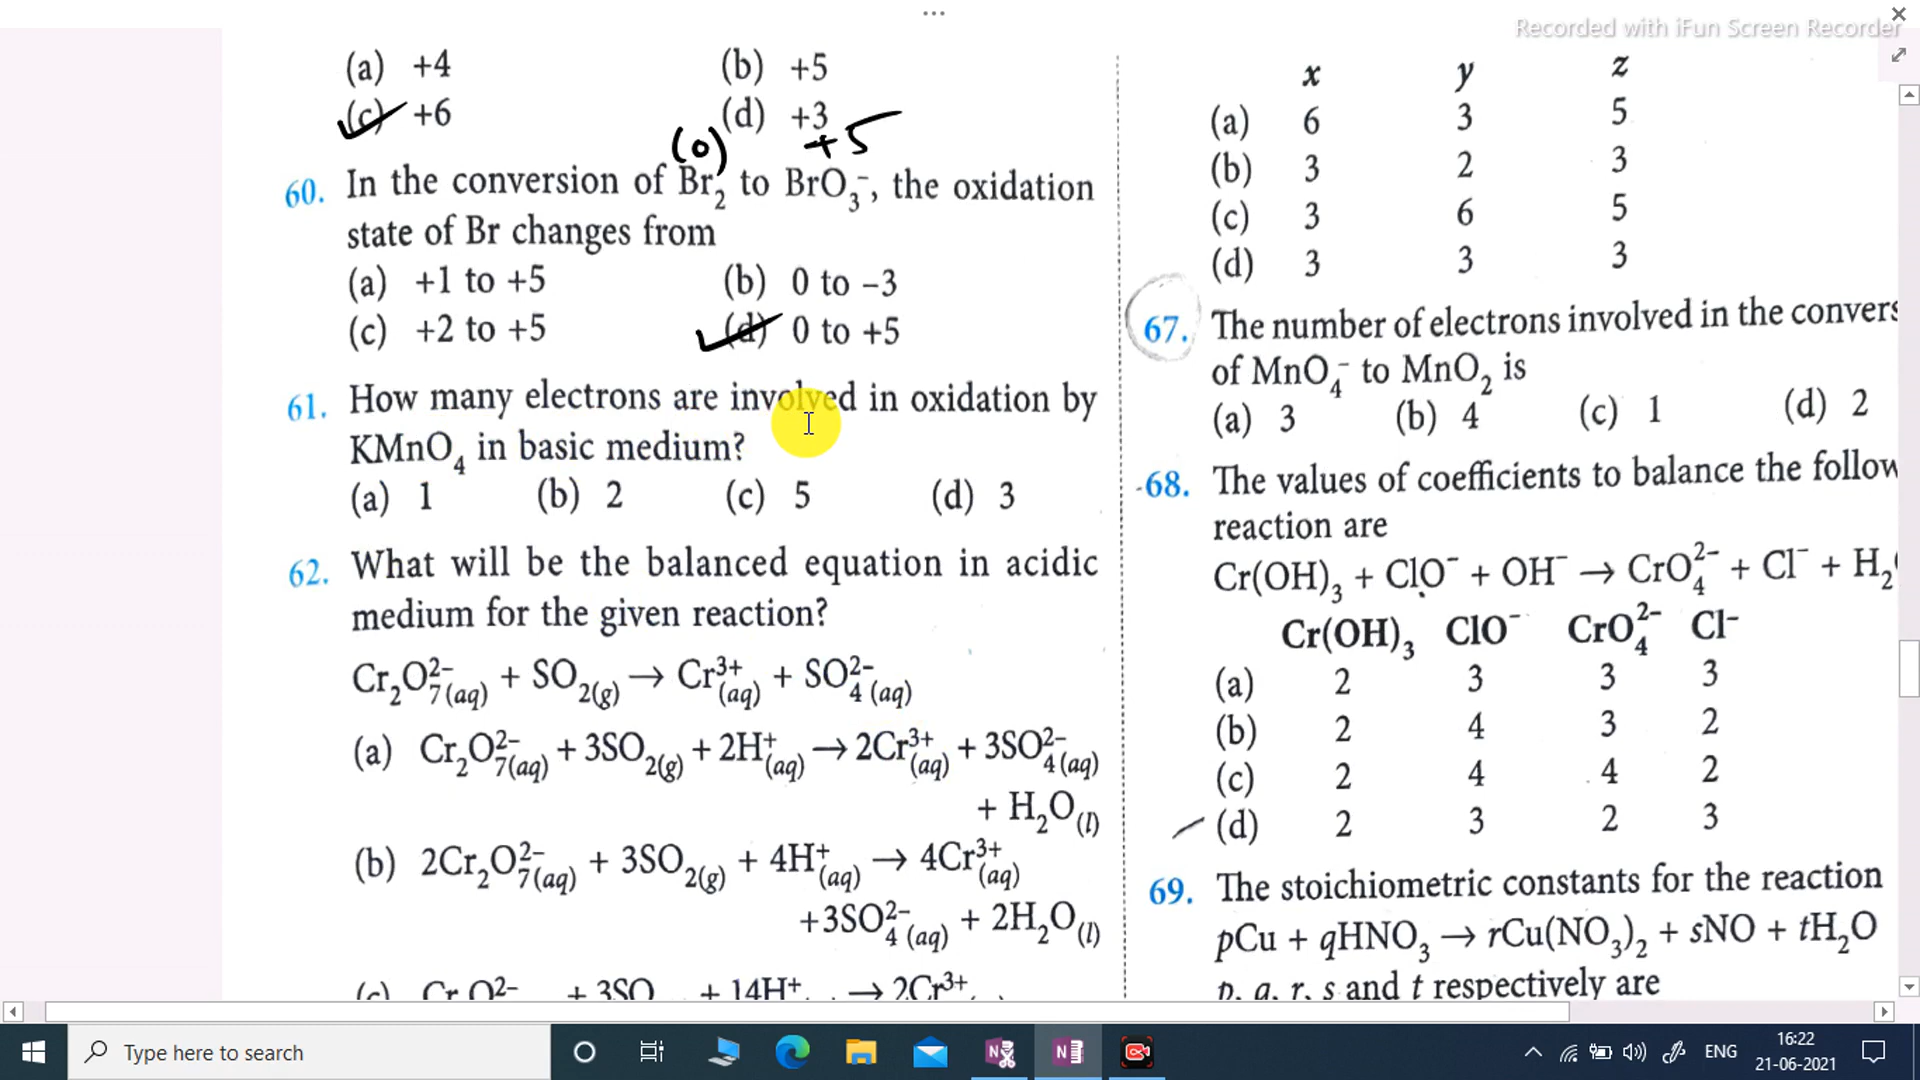 Recorded with iFun Screen Recorder
(a) +4 (b) +5
(c) +6 (d) +3
(0) +5
60. In the conversion of Br₂ to BrO₃⁻, the oxidation
state of Br changes from
(a) +1 to +5 (b) 0 to –3
(c) +2 to +5 (d) 0 to +5
61. How many electrons are involved in oxidation by
KMnO₄ in basic medium?
(a) 1 (b) 2 (c) 5 (d) 3
62. What will be the balanced equation in acidic
medium for the given reaction?
Cr₂O₇²⁻(aq) + SO₂(g) → Cr³⁺(aq) + SO₄²⁻(aq)
(a) Cr₂O₇²⁻(aq) + 3SO₂(g) + 2H⁺(aq) → 2Cr³⁺(aq) + 3SO₄²⁻(aq)
+ H₂O(l)
(b) 2Cr₂O₇²⁻(aq) + 3SO₂(g) + 4H⁺(aq) → 4Cr³⁺(aq)
+3SO₄²⁻(aq) + 2H₂O(l)
(c) Cr₂O₇²⁻ + 3SO + 14H⁺ → 2Cr³⁺
x y z
(a) 6 3 5
(b) 3 2 3
(c) 3 6 5
(d) 3 3 3
67. The number of electrons involved in the convers
of MnO₄⁻ to MnO₂ is
(a) 3 (b) 4 (c) 1 (d) 2
68. The values of coefficients to balance the follow
reaction are
Cr(OH)₃ + ClO⁻ + OH⁻ → CrO₄²⁻ + Cl⁻ + H₂
Cr(OH)₃ ClO⁻ CrO₄²⁻ Cl⁻
(a) 2 3 3 3
(b) 2 4 3 2
(c) 2 4 4 2
(d) 2 3 2 3
69. The stoichiometric constants for the reaction
pCu + qHNO₃ → rCu(NO₃)₂ + sNO + tH₂O
p, q, r, s and t respectively are
Type here to search
ENG
16:22
21-06-2021